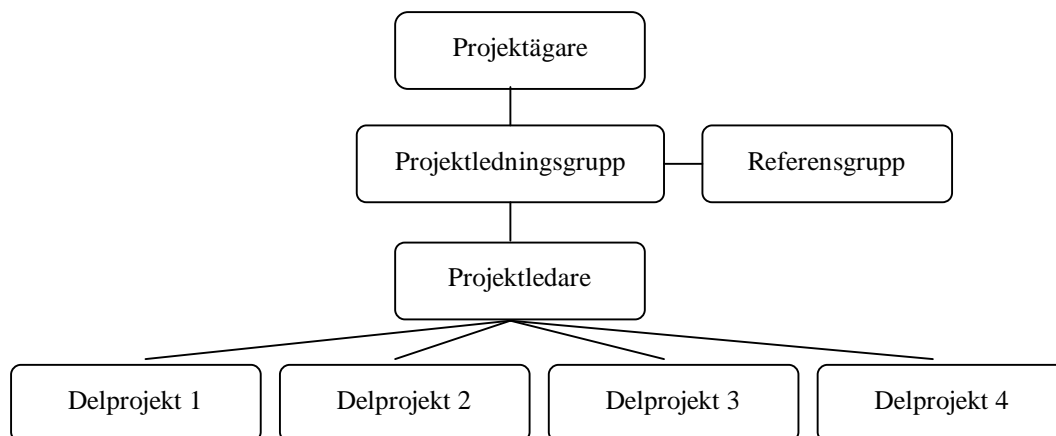 Projektägare
Projektledningsgrupp
Referensgrupp
Projektledare
Delprojekt 1
Delprojekt 2
Delprojekt 3
Delprojekt 4